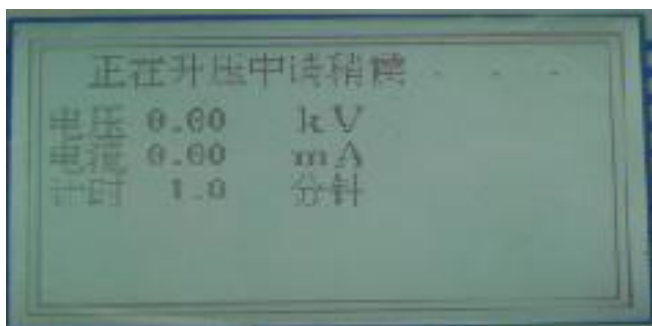 正在升压中请稍候 . . .
电压 0.00 kV
电流 0.00 mA
计时 1.0 分钟